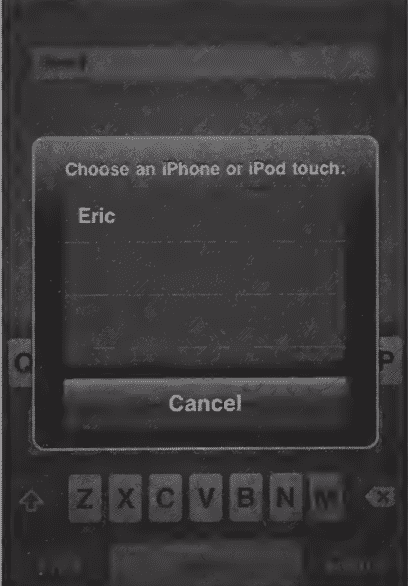 Choose an iPhone or iPod touch:
Eric
Q
P
Cancel
Z X C V B N M